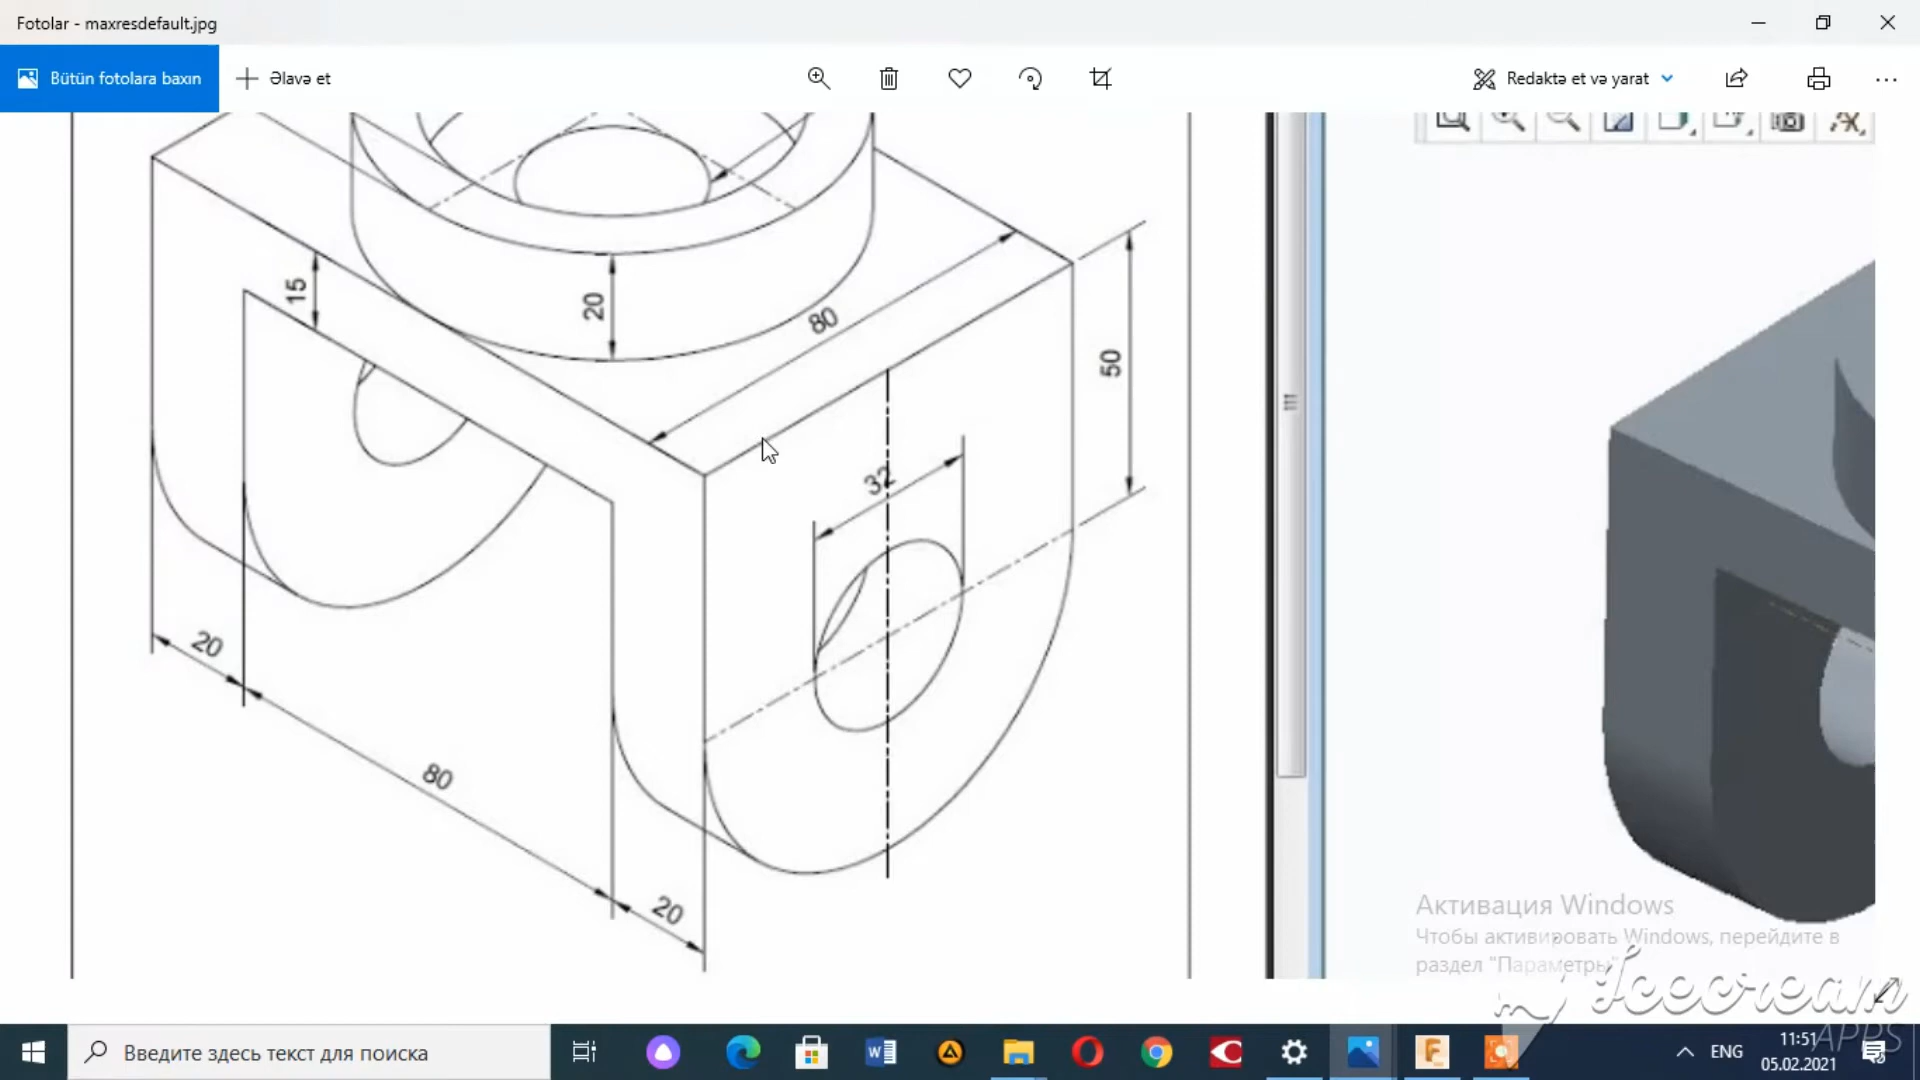 Fotolar - maxresdefault.jpg
Bütün fotolara baxın
Əlavə et
Redaktə et və yarat
15
20
80
50
32
20
80
20
Активация Windows
Чтобы активировать Windows, перейдите в
раздел "Параметры"
Icecream
APPS
Введите здесь текст для поиска
ENG
11:51
05.02.2021